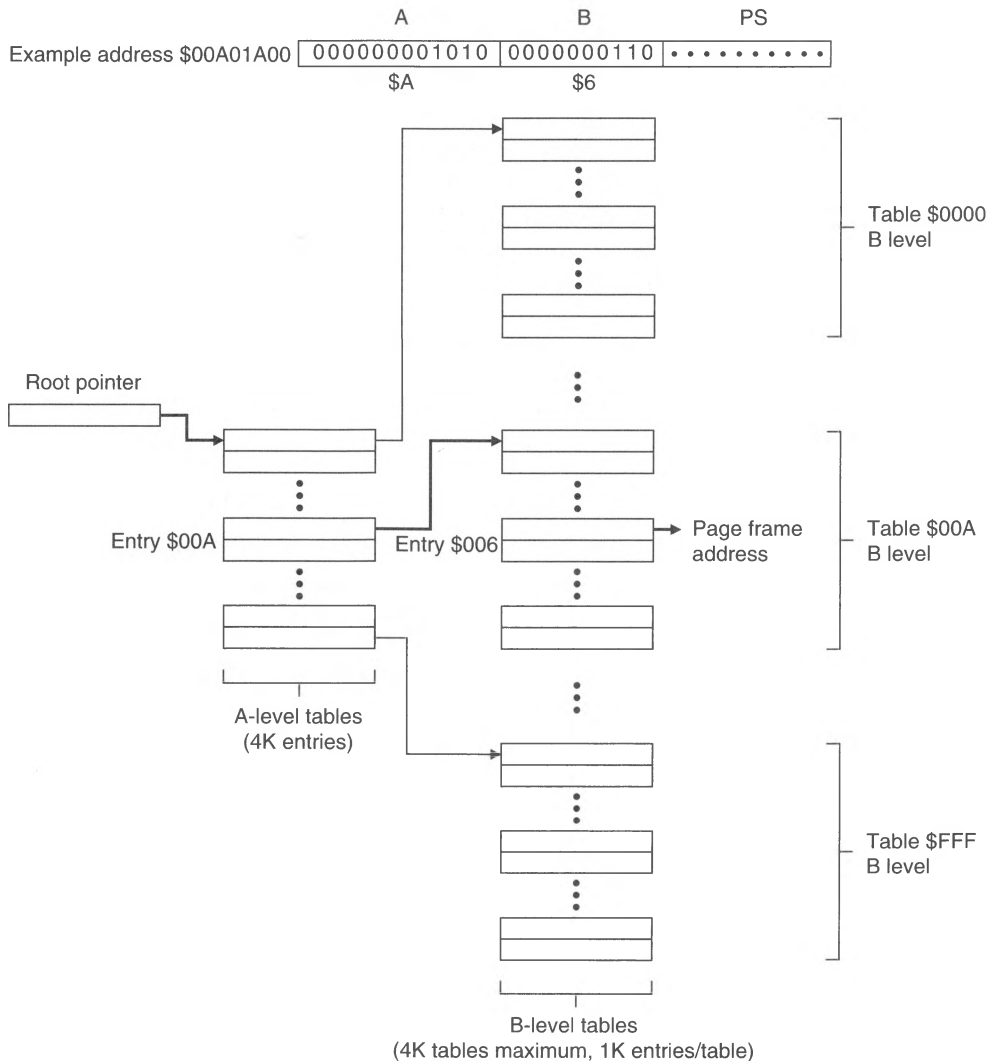 A B PS
Example address $00A01A00 000000001010 0000000110 • • • • • • • • • •
$A $6
Table $0000
B level
Root pointer
Entry $00A
Entry $006
Page frame
address
Table $00A
B level
A-level tables
(4K entries)
Table $FFF
B level
B-level tables
(4K tables maximum, 1K entries/table)